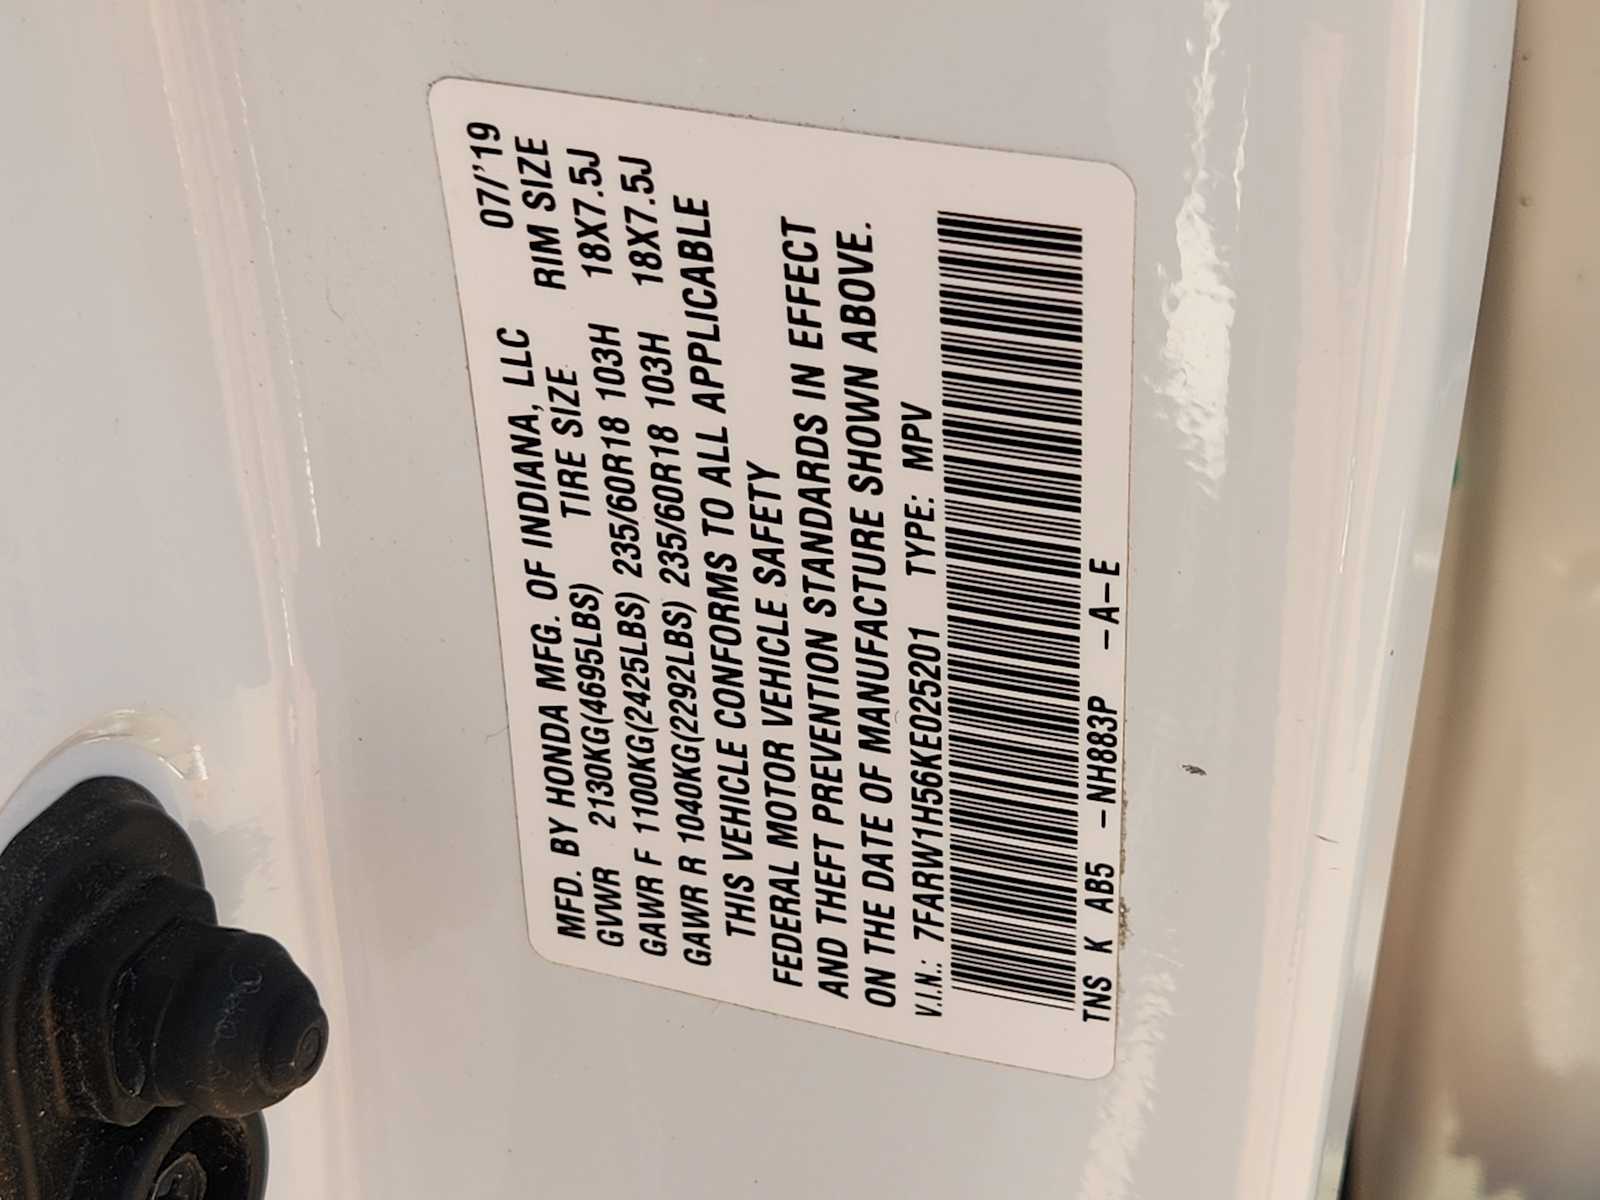 MFD. BY HONDA MFG. OF INDIANA, LLC 07/'19
GVWR 2130KG(4695LBS) TIRE SIZE RIM SIZE
GAWR F 1100KG(2425LBS) 235/60R18 103H 18X7.5J
GAWR R 1040KG(2292LBS) 235/60R18 103H 18X7.5J
THIS VEHICLE CONFORMS TO ALL APPLICABLE
FEDERAL MOTOR VEHICLE SAFETY
AND THEFT PREVENTION STANDARDS IN EFFECT
ON THE DATE OF MANUFACTURE SHOWN ABOVE.
V.I.N.: 7FARW1H56KE025201 TYPE: MPV
TNS K AB5 -NH883P -A-E